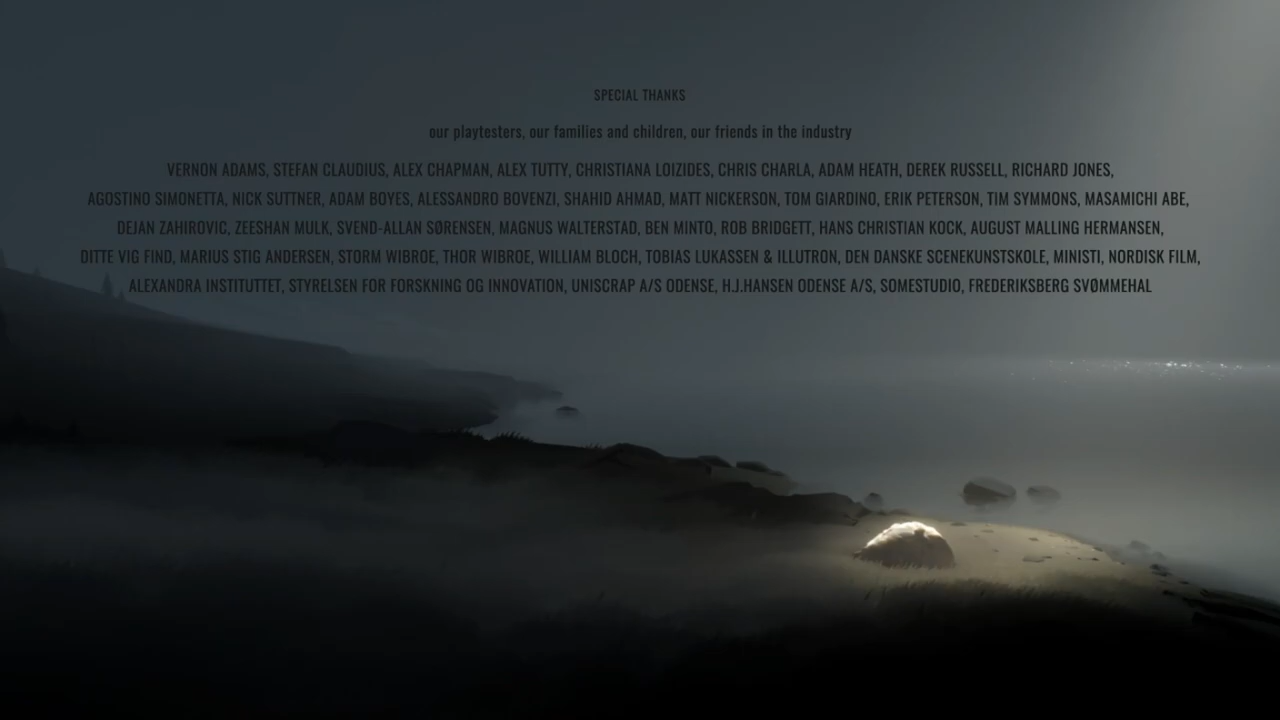 SPECIAL THANKS
our playtesters, our families and children, our friends in the industry
VERNON ADAMS, STEFAN CLAUDIUS, ALEX CHAPMAN, ALEX TUTTY, CHRISTIANA LOIZIDES, CHRIS CHARLA, ADAM HEATH, DEREK RUSSELL, RICHARD JONES,
AGOSTINO SIMONETTA, NICK SUTTNER, ADAM BOYES, ALESSANDRO BOVENZI, SHAHID AHMAD, MATT NICKERSON, TOM GIARDINO, ERIK PETERSON, TIM SYMMONS, MASAMICHI ABE,
DEJAN ZAHIROVIC, ZEESHAN MULK, SVEND-ALLAN SØRENSEN, MAGNUS WALTERSTAD, BEN MINTO, ROB BRIDGETT, HANS CHRISTIAN KOCK, AUGUST MALLING HERMANSEN,
DITTE VIG FIND, MARIUS STIG ANDERSEN, STORM WIBROE, THOR WIBROE, WILLIAM BLOCH, TOBIAS LUKASSEN & ILLUTRON, DEN DANSKE SCENEKUNSTSKOLE, MINISTI, NORDISK FILM,
ALEXANDRA INSTITUTTET, STYRELSEN FOR FORSKNING OG INNOVATION, UNISCRAP A/S ODENSE, H.J.HANSEN ODENSE A/S, SOMESTUDIO, FREDERIKSBERG SVØMMEHAL